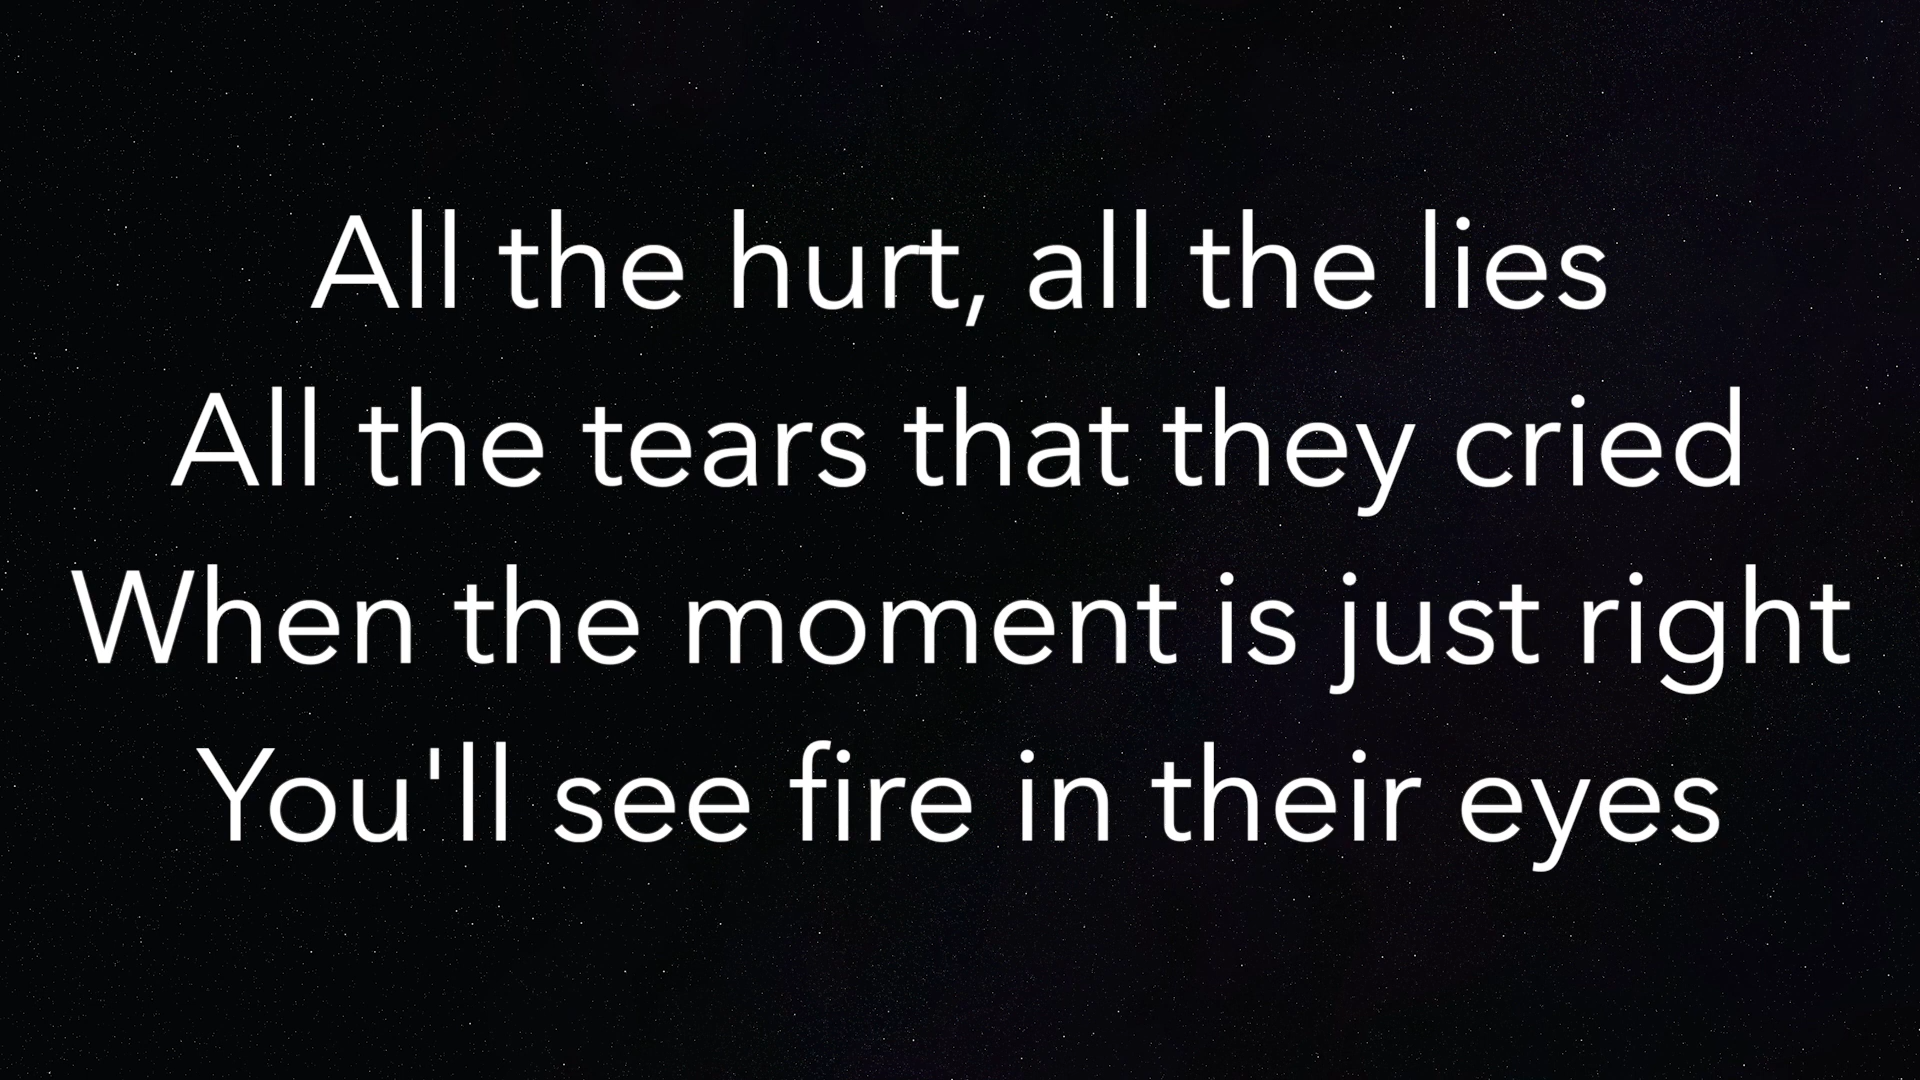 All the hurt, all the lies
All the tears that they cried
When the moment is just right
You'll see fire in their eyes